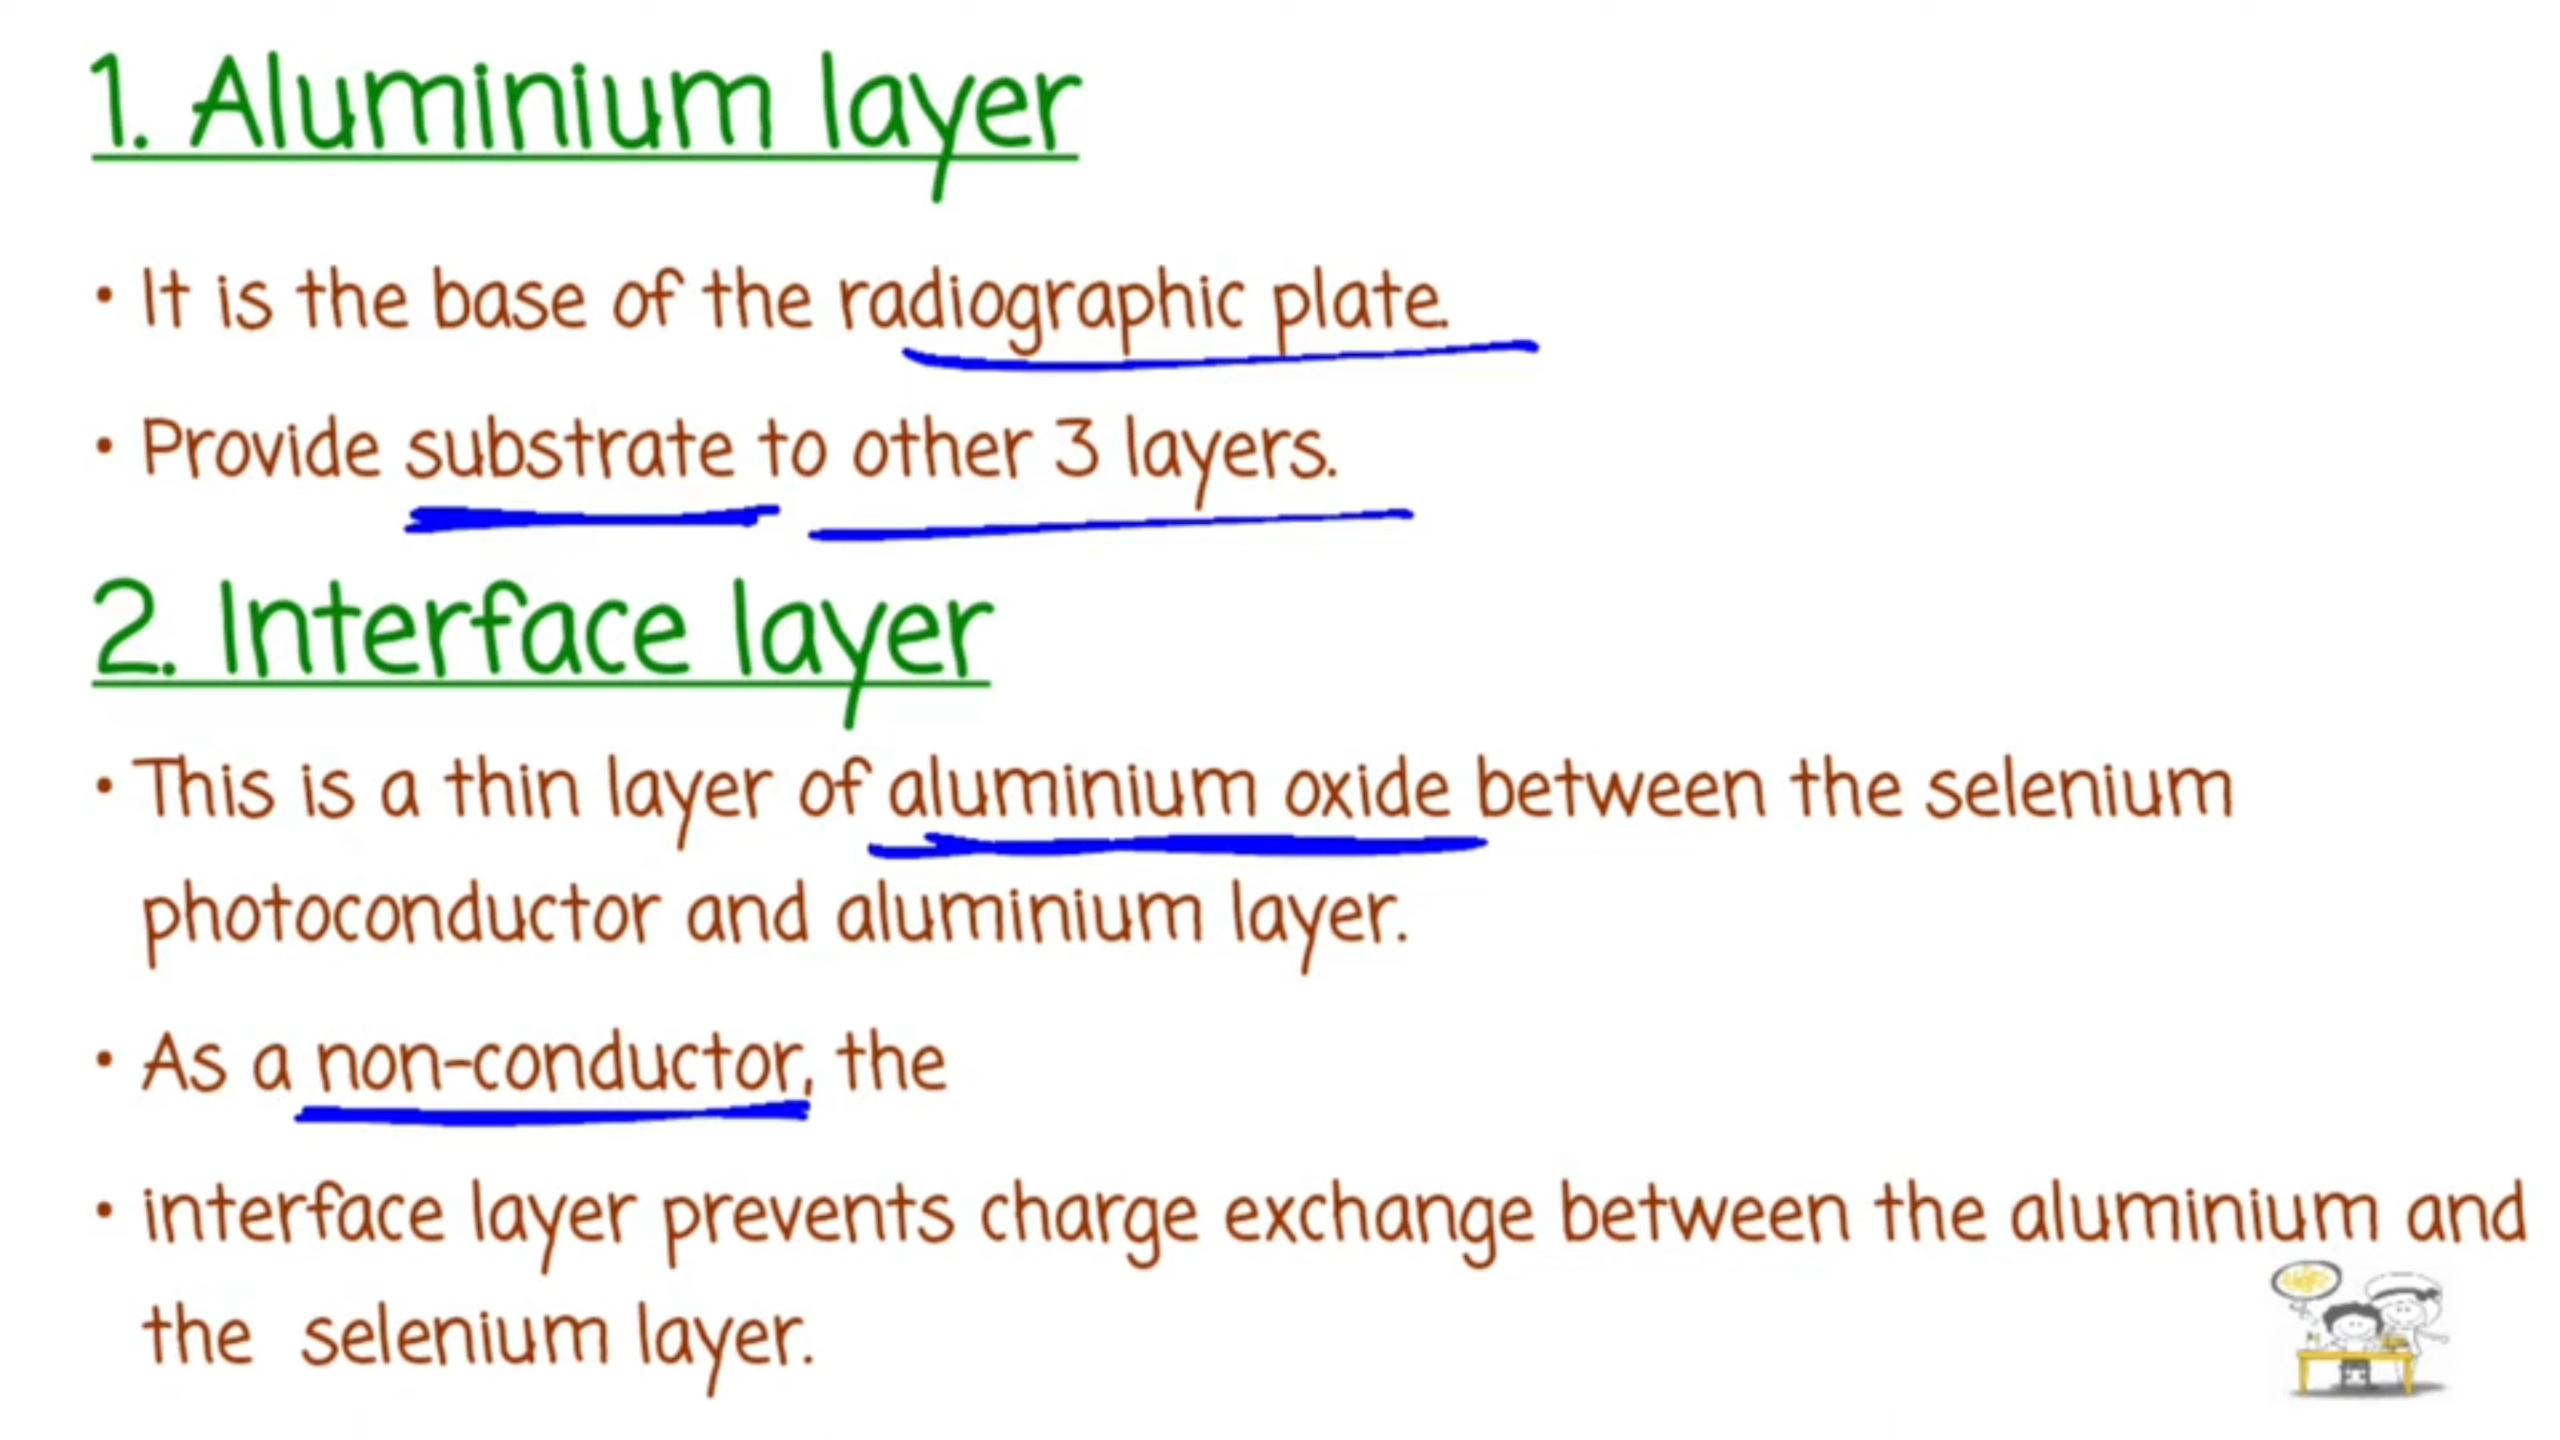 1. Aluminium layer
• It is the base of the radiographic plate.
• Provide substrate to other 3 layers.
2. Interface layer
• This is a thin layer of aluminium oxide between the selenium
photoconductor and aluminium layer.
• As a non-conductor, the
• interface layer prevents charge exchange between the aluminium and
the selenium layer.